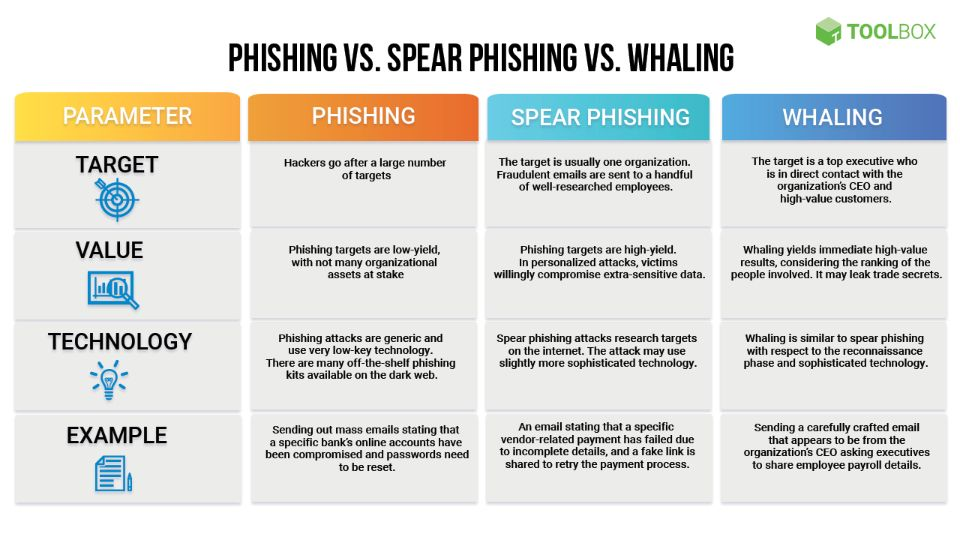 TOOLBOX
PHISHING VS. SPEAR PHISHING VS. WHALING
PARAMETER
PHISHING
SPEAR PHISHING
WHALING
TARGET
Hackers go after a large number
of targets
The target is usually one organization.
Fraudulent emails are sent to a handful
of well-researched employees.
The target is a top executive who
is in direct contact with the
organization's CEO and
high-value customers.
VALUE
Phishing targets are low-yield,
with not many organizational
assets at stake
Phishing targets are high-yield.
In personalized attacks, victims
willingly compromise extra-sensitive data.
Whaling yields immediate high-value
results, considering the ranking of the
people involved. It may leak trade secrets.
TECHNOLOGY
Phishing attacks are generic and
use very low-key technology.
There are many off-the-shelf phishing
kits available on the dark web.
Spear phishing attacks research targets
on the internet. The attack may use
slightly more sophisticated technology.
Whaling is similar to spear phishing
with respect to the reconnaissance
phase and sophisticated technology.
EXAMPLE
Sending out mass emails stating that
a specific bank's online accounts have
been compromised and passwords need
to be reset.
An email stating that a specific
vendor-related payment has failed due
to incomplete details, and a fake link is
shared to retry the payment process.
Sending a carefully crafted email
that appears to be from the
organization's CEO asking executives
to share employee payroll details.